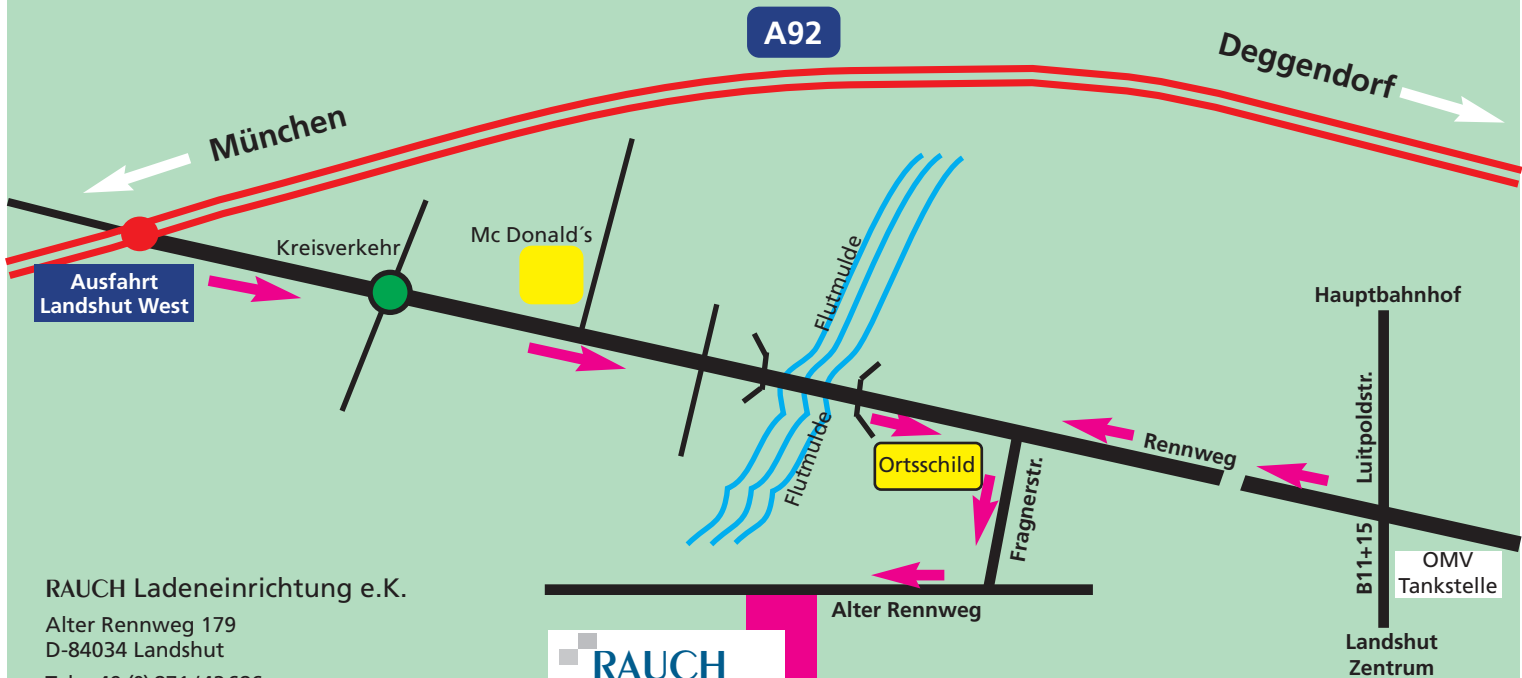 A92
Deggendorf
München
Kreisverkehr
Mc Donald´s
Ausfahrt
Landshut West
Flutmulde
Hauptbahnhof
Luitpoldstr.
Rennweg
Ortsschild
Flutmulde
Fragnerstr.
B11+15
OMV
Tankstelle
Alter Rennweg
Landshut
Zentrum
RAUCH Ladeneinrichtung e.K.
Alter Rennweg 179
D-84034 Landshut
RAUCH